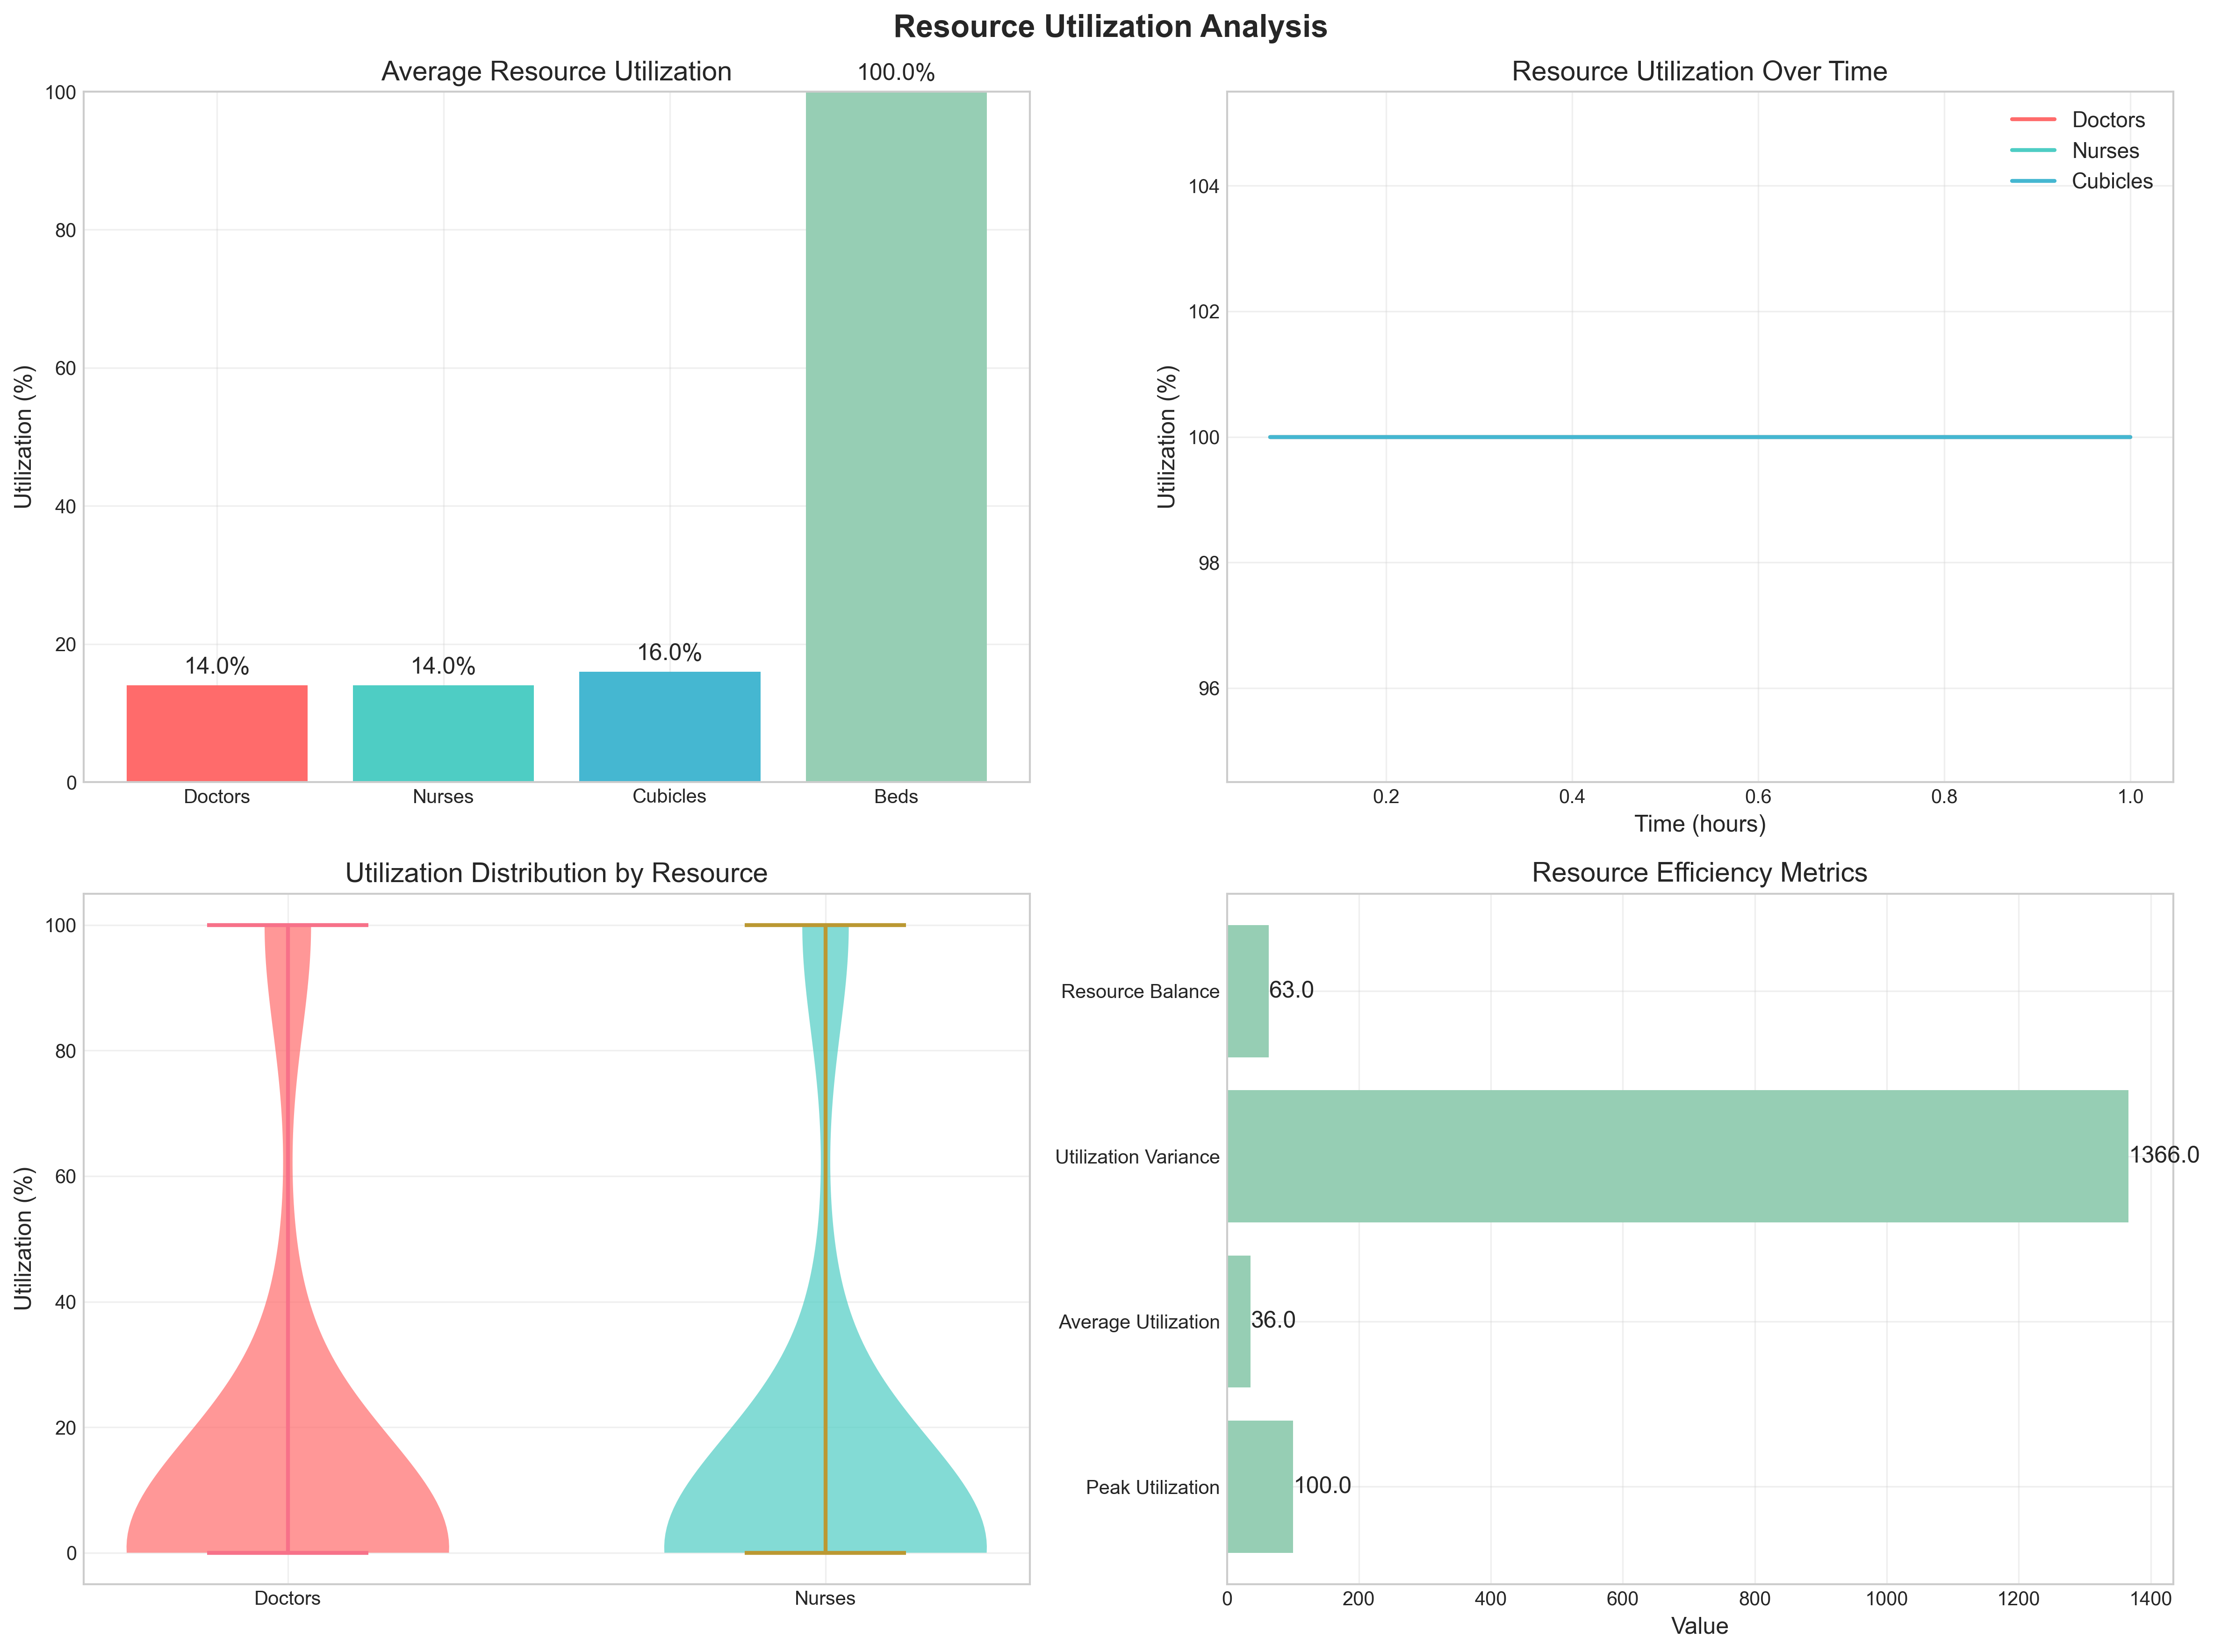 Resource Utilization Analysis
Average Resource Utilization
100.0%
100
80
60
40
20
0
Utilization (%)
14.0%
14.0%
16.0%
Doctors
Nurses
Cubicles
Beds
Resource Utilization Over Time
Doctors
Nurses
Cubicles
104
102
100
98
96
Utilization (%)
0.2
0.4
0.6
0.8
1.0
Time (hours)
Utilization Distribution by Resource
100
80
60
40
20
0
Utilization (%)
Doctors
Nurses
Resource Efficiency Metrics
Resource Balance
63.0
Utilization Variance
1366.0
Average Utilization
36.0
Peak Utilization
100.0
0
200
400
600
800
1000
1200
1400
Value